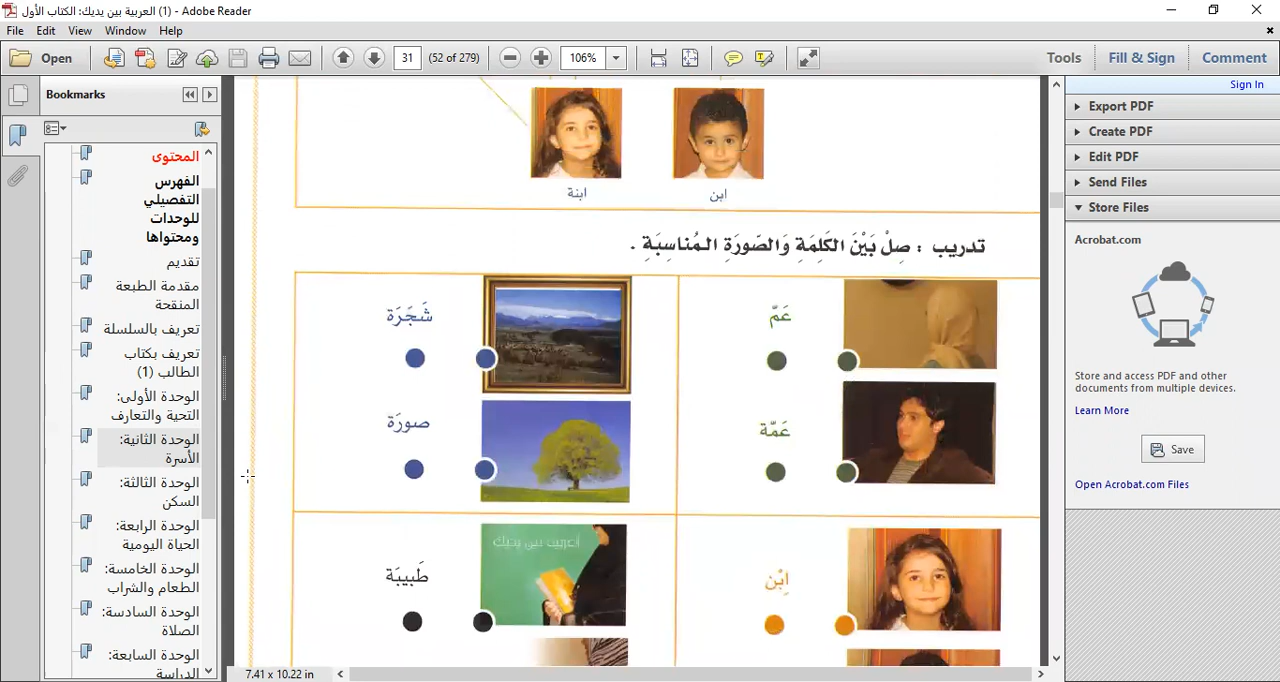 العربية بين يديك: الكتاب الأول (1) - Adobe Reader
File Edit View Window Help
Open 31 (52 of 279) 106% Tools Fill & Sign Comment
Bookmarks
المحتوى
الفهرس
التفصيلي
للوحدات
ومحتواها
تقديم
مقدمة الطبعة
المنقحة
تعريف بالسلسلة
تعريف بكتاب
الطالب (1)
الوحدة الأولى:
التحية والتعارف
الوحدة الثانية:
الأسرة
الوحدة الثالثة:
السكن
الوحدة الرابعة:
الحياة اليومية
الوحدة الخامسة:
الطعام والشراب
الوحدة السادسة:
الصلاة
الوحدة السابعة:
الدراسة
ابن
ابنة
تدريب : صِلْ بَيْنَ الكَلِمَةِ وَالصّورَةِ المُناسِبَةِ .
عَمّ
شَجَرَة
عَمّة
صورَة
العربية بين يديك
اِبْن
طَبيبَة
7.41 x 10.22 in
Sign In
Export PDF
Create PDF
Edit PDF
Send Files
Store Files
Acrobat.com
Store and access PDF and other
documents from multiple devices.
Learn More
Save
Open Acrobat.com Files